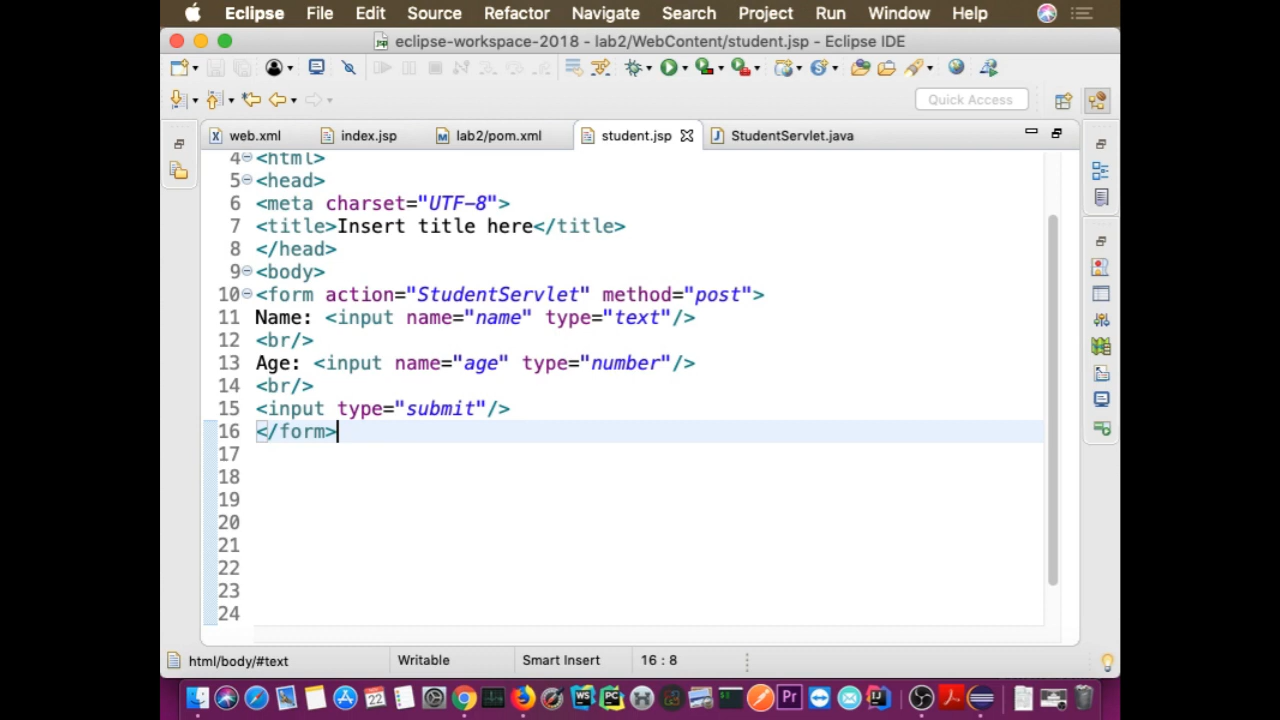 Eclipse File Edit Source Refactor Navigate Search Project Run Window Help
eclipse-workspace-2018 - lab2/WebContent/student.jsp - Eclipse IDE
Quick Access
web.xml index.jsp lab2/pom.xml student.jsp StudentServlet.java
4 <html>
5 <head>
6 <meta charset="UTF-8">
7 <title>Insert title here</title>
8 </head>
9 <body>
10 <form action="StudentServlet" method="post">
11 Name: <input name="name" type="text"/>
12 <br/>
13 Age: <input name="age" type="number"/>
14 <br/>
15 <input type="submit"/>
16 </form>
17
18
19
20
21
22
23
24
html/body/#text Writable Smart Insert 16 : 8
22 WS PC Pr